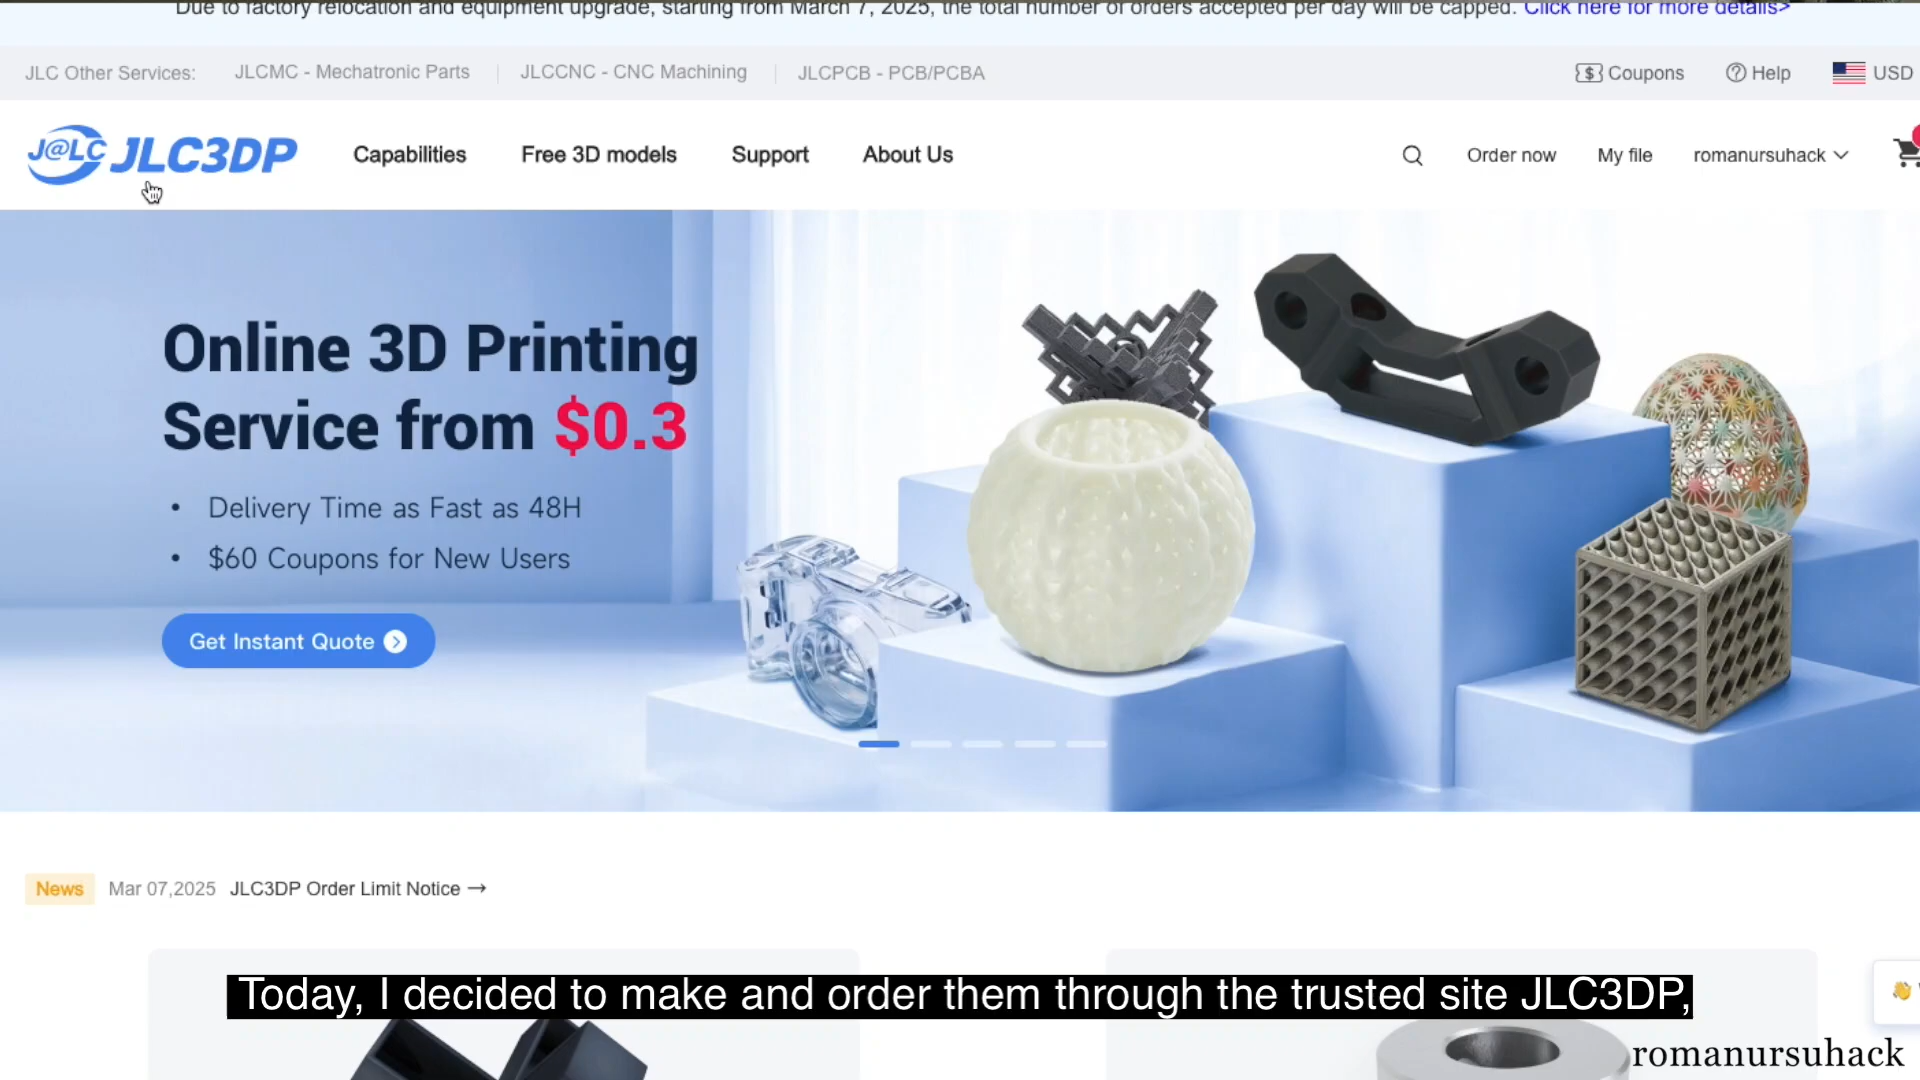 Due to factory relocation and equipment upgrade, starting from March 7, 2025, the total number of orders accepted per day will be capped. Click here for more details>
JLC Other Services: JLCMC - Mechatronic Parts JLCCNC - CNC Machining JLCPCB - PCB/PCBA Coupons Help USD
J@LC JLC3DP Capabilities Free 3D models Support About Us Order now My file romanursuhack
Online 3D Printing
Service from $0.3
• Delivery Time as Fast as 48H
• $60 Coupons for New Users
Get Instant Quote
News Mar 07,2025 JLC3DP Order Limit Notice →
Today, I decided to make and order them through the trusted site JLC3DP,
romanursuhack